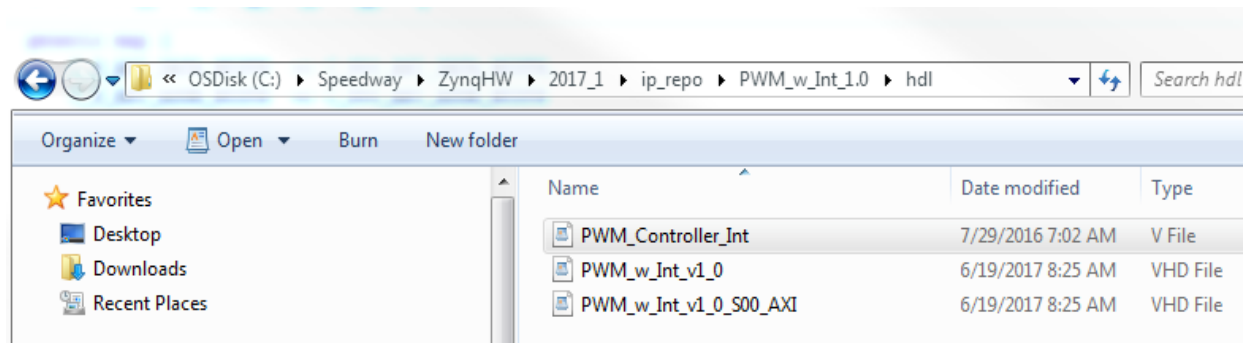 « OSDisk (C:) ▸ Speedway ▸ ZynqHW ▸ 2017_1 ▸ ip_repo ▸ PWM_w_Int_1.0 ▸ hdl Search hdl
Organize Open Burn New folder
Favorites
Desktop
Downloads
Recent Places
Name Date modified Type
PWM_Controller_Int 7/29/2016 7:02 AM V File
PWM_w_Int_v1_0 6/19/2017 8:25 AM VHD File
PWM_w_Int_v1_0_S00_AXI 6/19/2017 8:25 AM VHD File